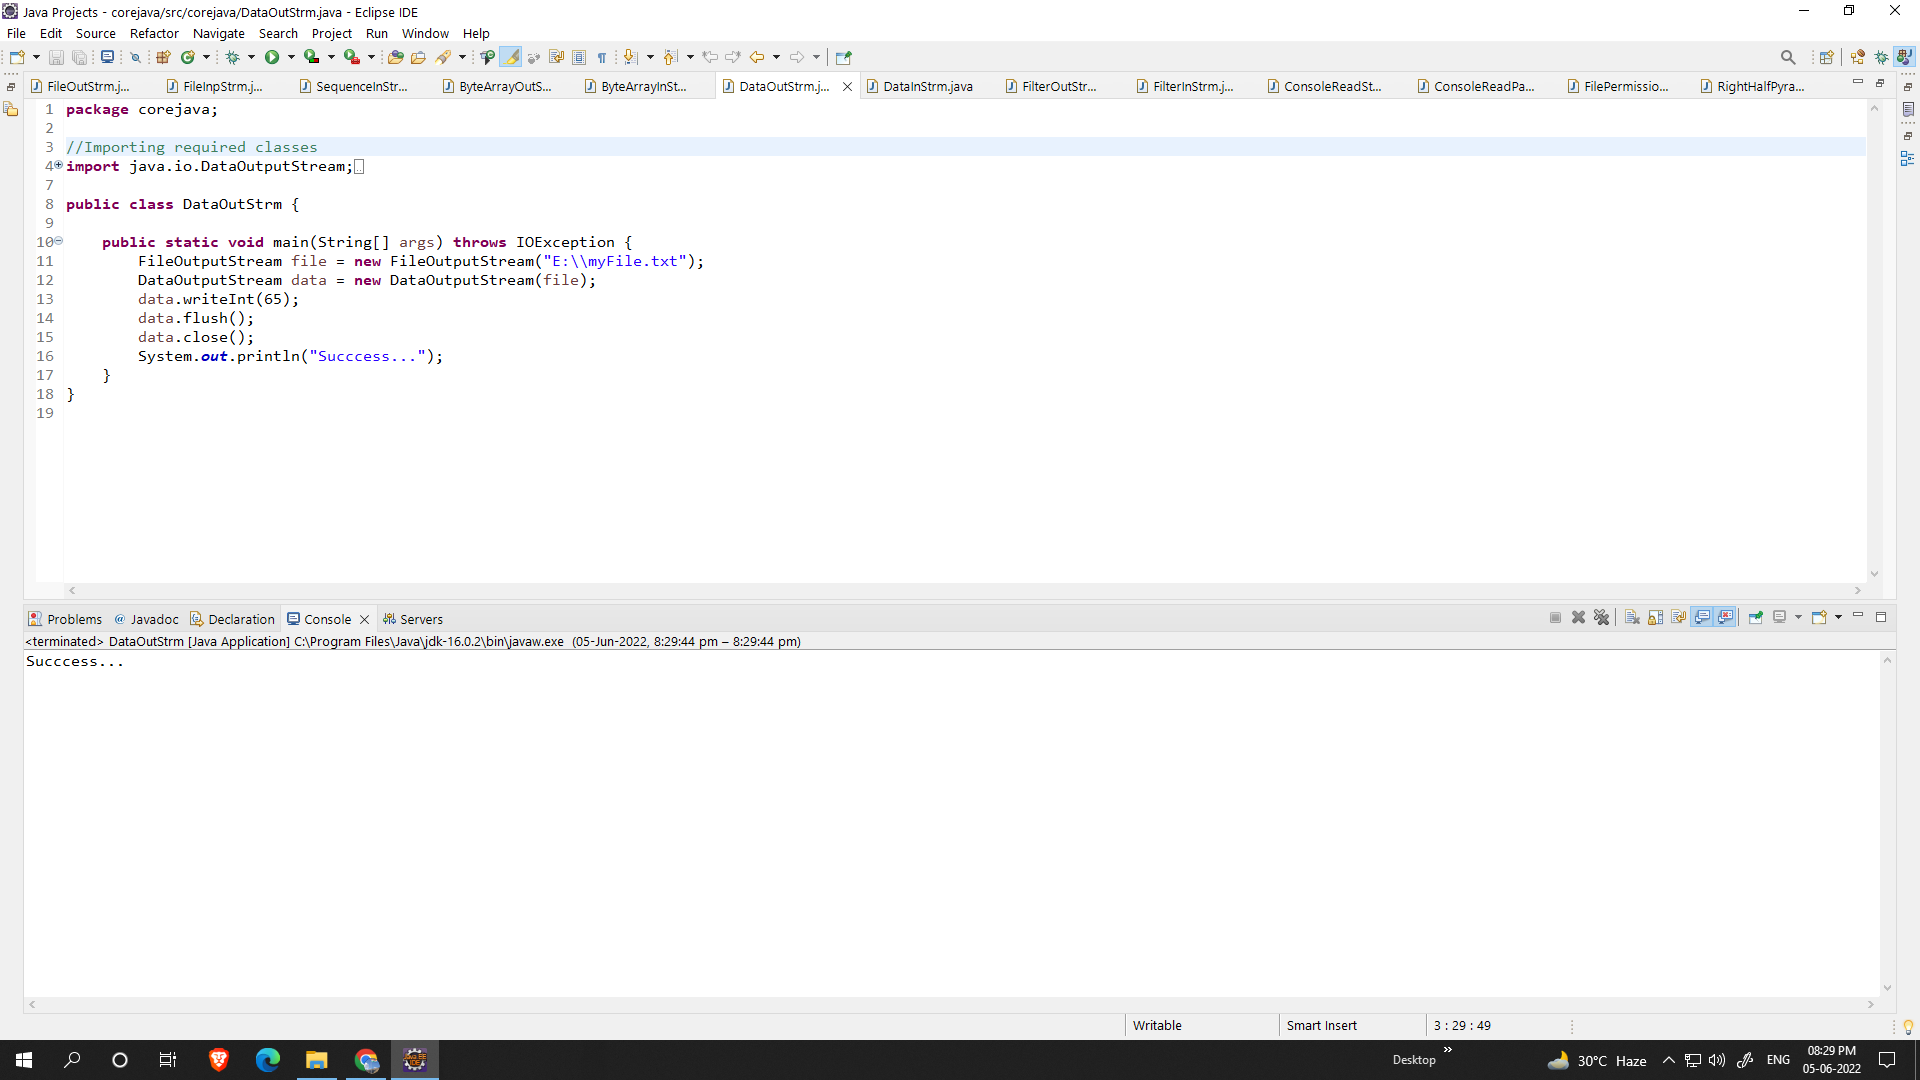 Java Projects - corejava/src/corejava/DataOutStrm.java - Eclipse IDE
File Edit Source Refactor Navigate Search Project Run Window Help
FileOutStrm.j... FileInpStrm.j... SequenceInStr... ByteArrayOutS... ByteArrayInSt... DataOutStrm.j... DataInStrm.java FilterOutStr... FilterInStrm.j... ConsoleReadSt... ConsoleReadPa... FilePermissio... RightHalfPyra...
1 package corejava;
2
3 //Importing required classes
4 import java.io.DataOutputStream;
7
8 public class DataOutStrm {
9
10 public static void main(String[] args) throws IOException {
11 FileOutputStream file = new FileOutputStream("E:\\myFile.txt");
12 DataOutputStream data = new DataOutputStream(file);
13 data.writeInt(65);
14 data.flush();
15 data.close();
16 System.out.println("Succcess...");
17 }
18 }
19
Problems Javadoc Declaration Console Servers
<terminated> DataOutStrm [Java Application] C:\Program Files\Java\jdk-16.0.2\bin\javaw.exe (05-Jun-2022, 8:29:44 pm – 8:29:44 pm)
Succcess...
Writable Smart Insert 3 : 29 : 49
Desktop 30°C Haze ENG 08:29 PM
05-06-2022